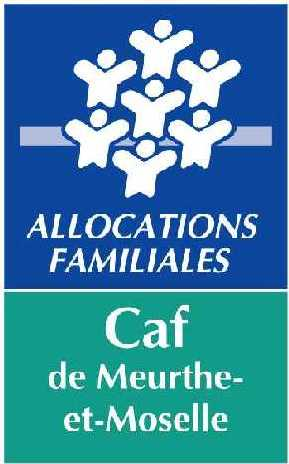 ALLOCATIONS
FAMILIALES
Caf
de Meurthe-
et-Moselle